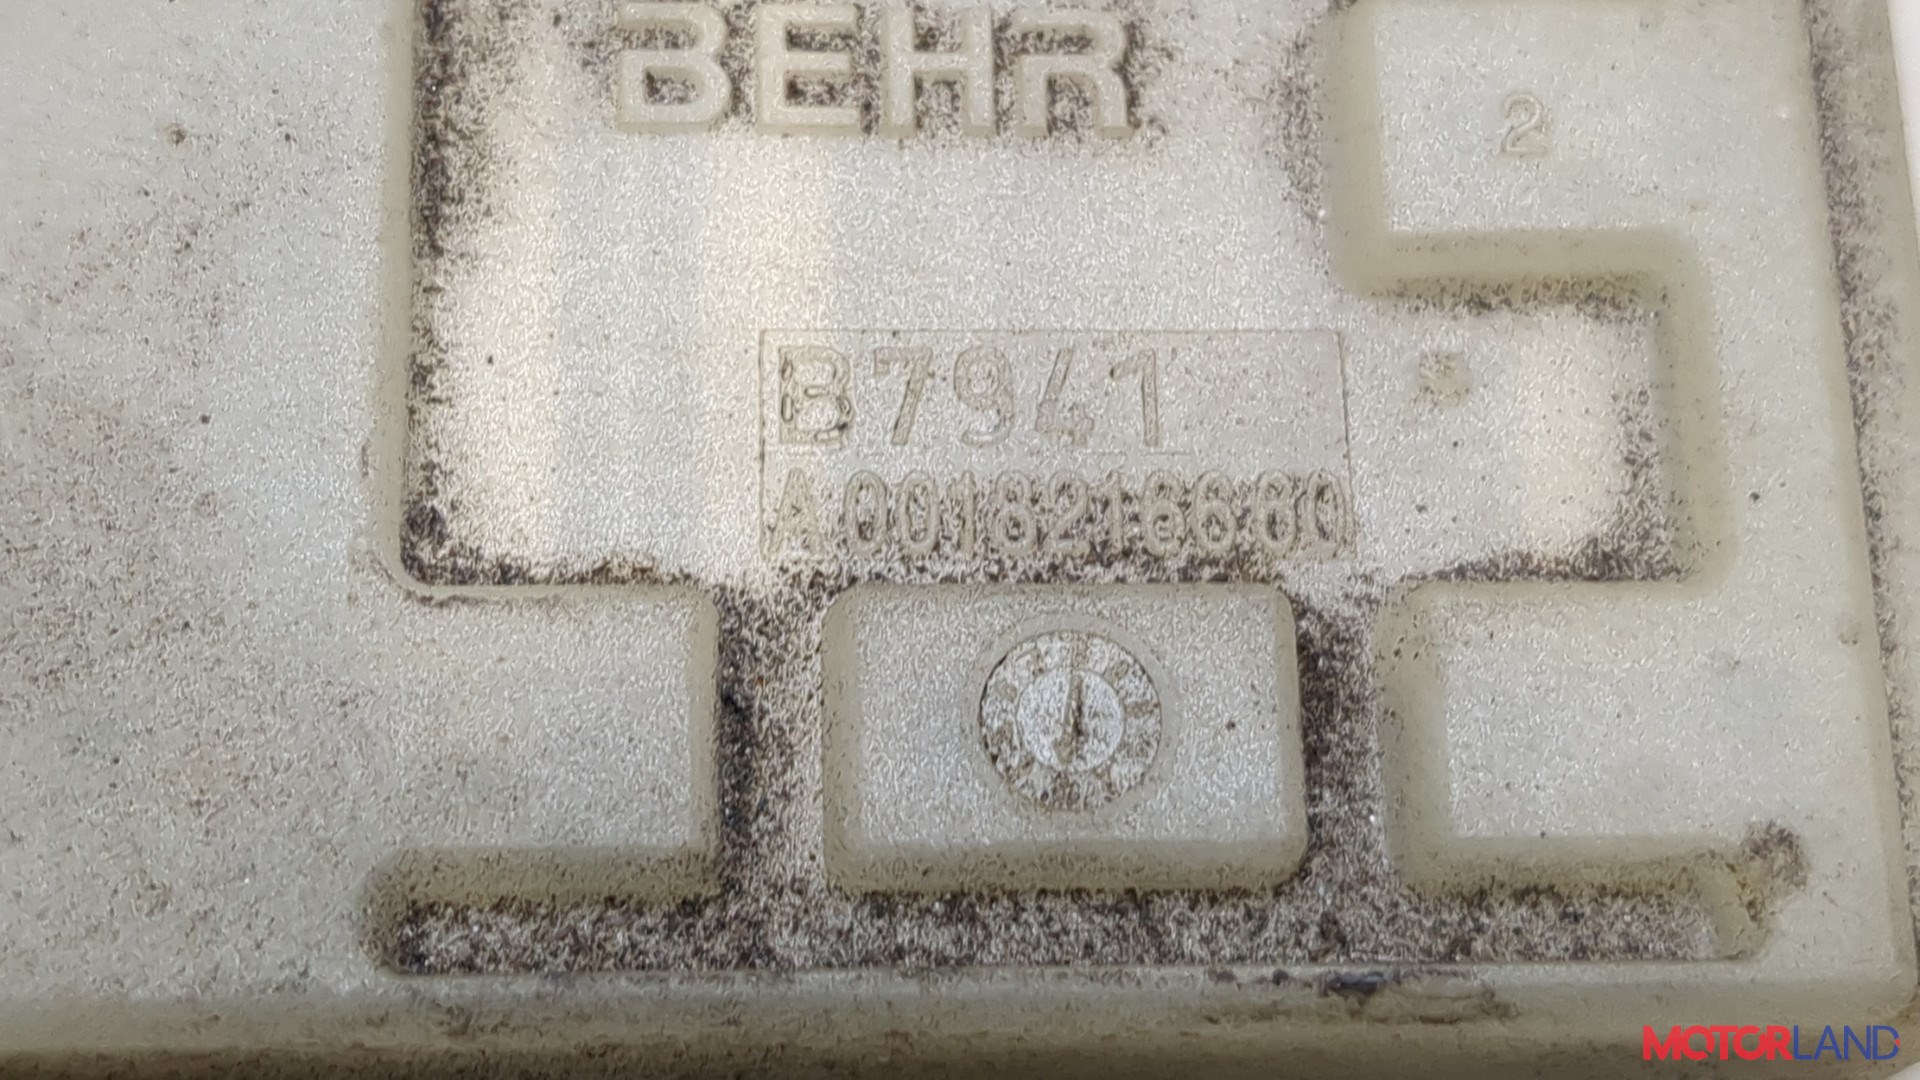 BEHR
2
B7941
A0018216660
MOTORLAND